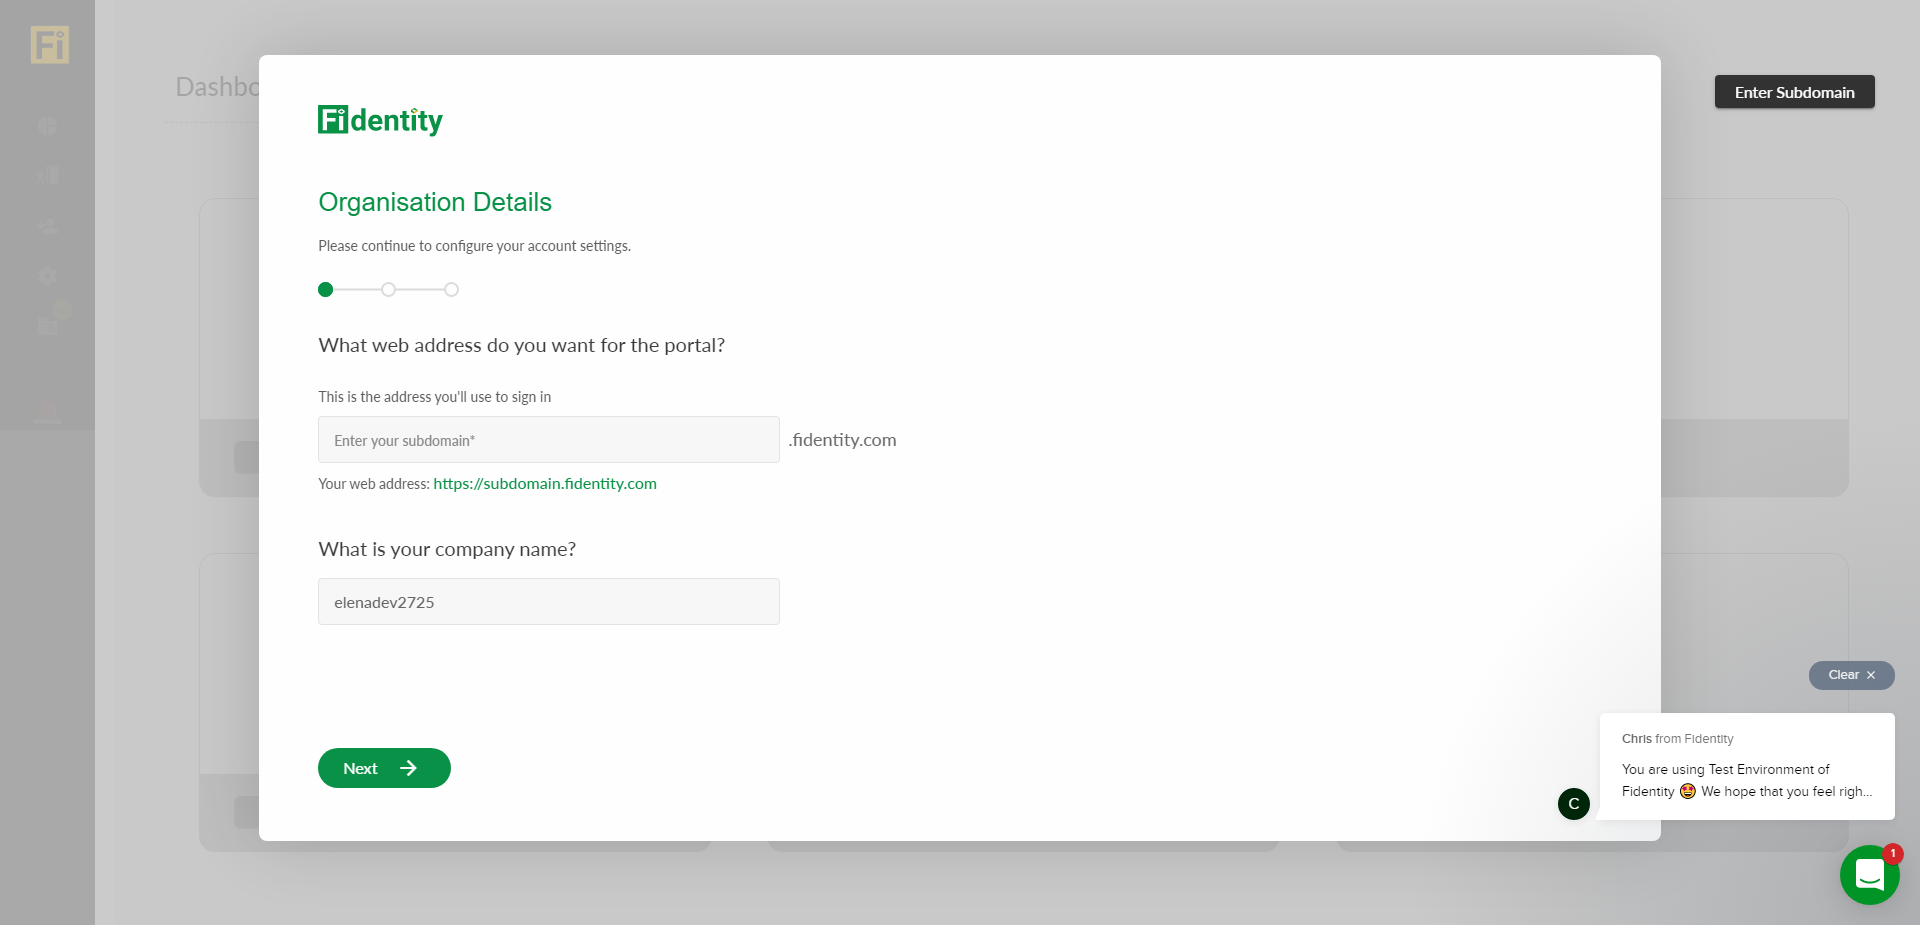 Fi
Dashbo
Enter Subdomain
Fidentity
Organisation Details
Please continue to configure your account settings.
What web address do you want for the portal?
This is the address you'll use to sign in
Enter your subdomain*
.fidentity.com
Your web address: https://subdomain.fidentity.com
What is your company name?
elenadev2725
Next
Clear
Chris from Fidentity
You are using Test Environment of
Fidentity 🤩 We hope that you feel righ...
C
1